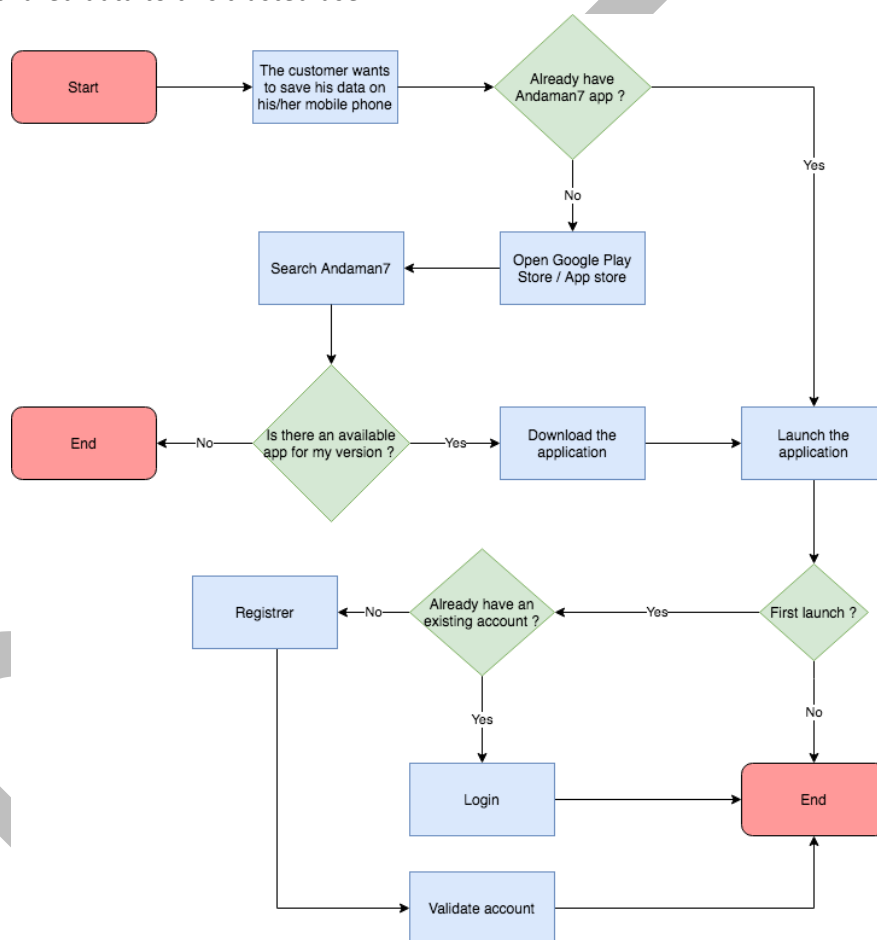 Start
The customer wants
to save his data on
his/her mobile phone
Already have
Andaman7 app ?
Yes
No
Search Andaman7
Open Google Play
Store / App store
End
No
Is there an available
app for my version ?
Yes
Download the
application
Launch the
application
Registrer
No
Already have an
existing account ?
Yes
First launch ?
Yes
No
Login
End
Validate account